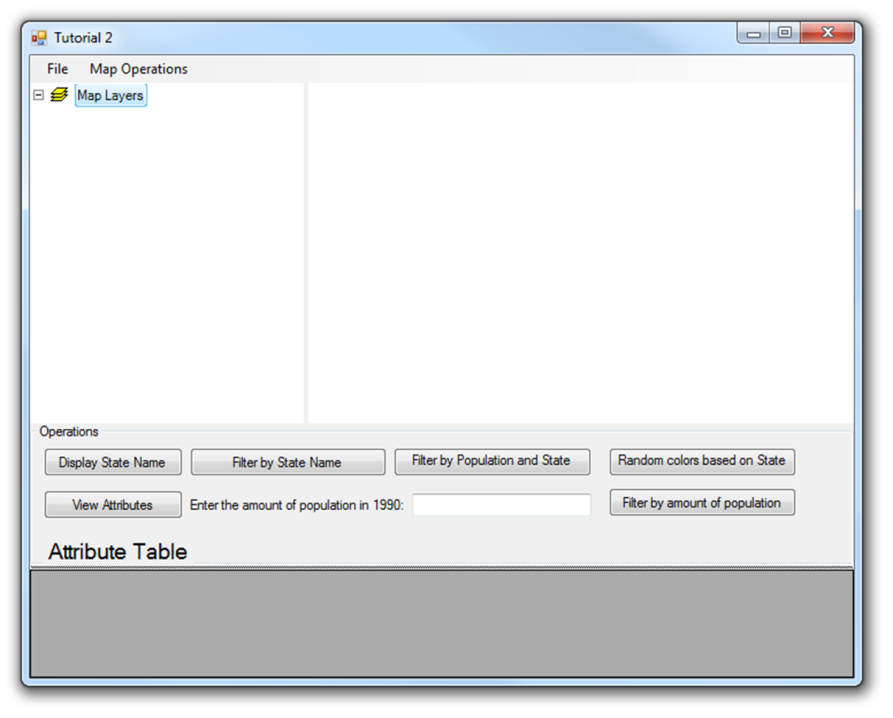 Tutorial 2
File Map Operations
Map Layers
Operations
Display State Name Filter by State Name Filter by Population and State Random colors based on State
View Attributes Enter the amount of population in 1990: Filter by amount of population
Attribute Table